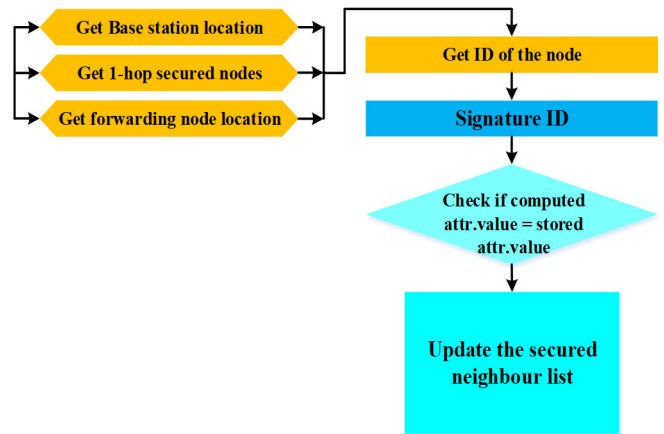 Get Base station location
Get 1-hop secured nodes
Get forwarding node location
Get ID of the node
Signature ID
Check if computed
attr.value = stored
attr.value
Update the secured
neighbour list